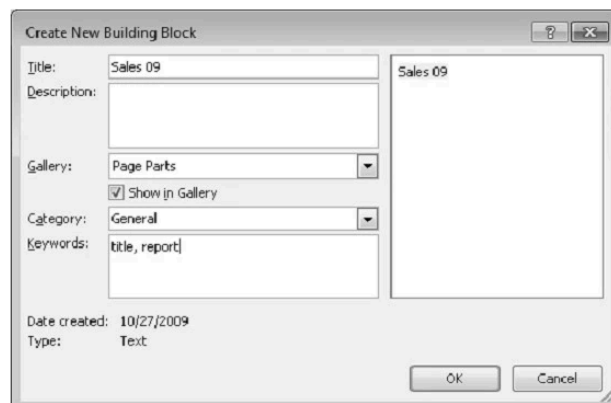 Create New Building Block
Title: Sales 09
Sales 09
Description:
Gallery: Page Parts
Show in Gallery
Category: General
Keywords: title, report
Date created: 10/27/2009
Type: Text
OK Cancel